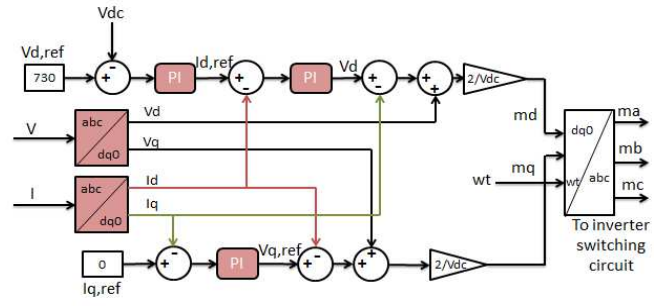 Vdc
Vd,ref
730
-
+
PI
Id,ref
+
-
PI
Vd
+
-
+
+
2/Vdc
md
V
abc
dq0
Vd
Vq
I
abc
dq0
Id
Iq
mq
wt
dq0
wt
abc
ma
mb
mc
To inverter
switching
circuit
0
Iq,ref
-
+
PI
Vq,ref
-
+
+
+
2/Vdc